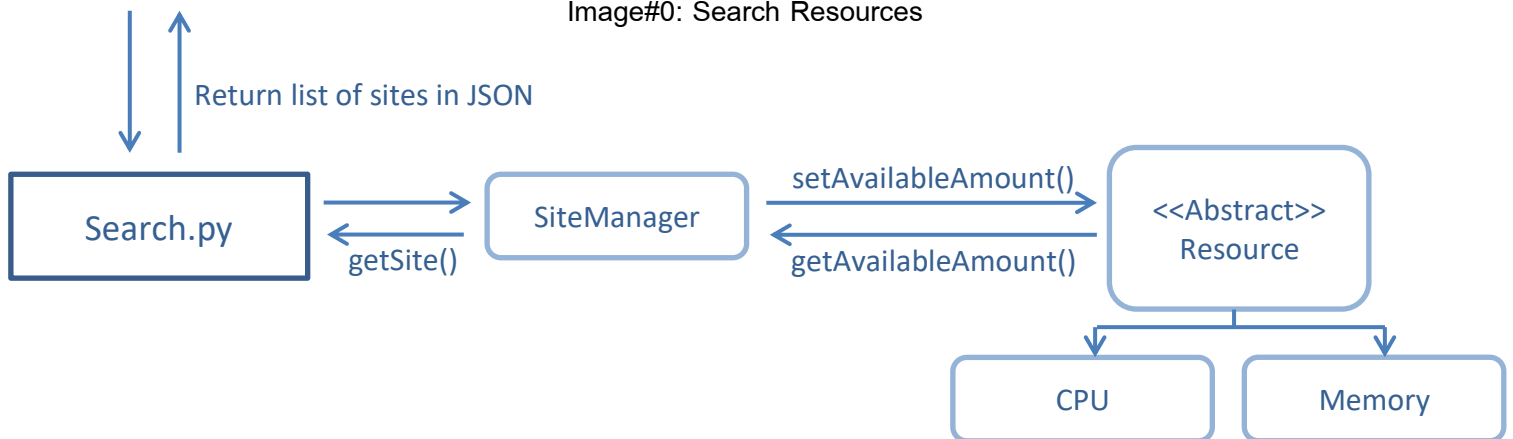 Image#0: Search Resources
Return list of sites in JSON
Search.py
getSite()
SiteManager
setAvailableAmount()
getAvailableAmount()
<<Abstract>>
Resource
CPU
Memory